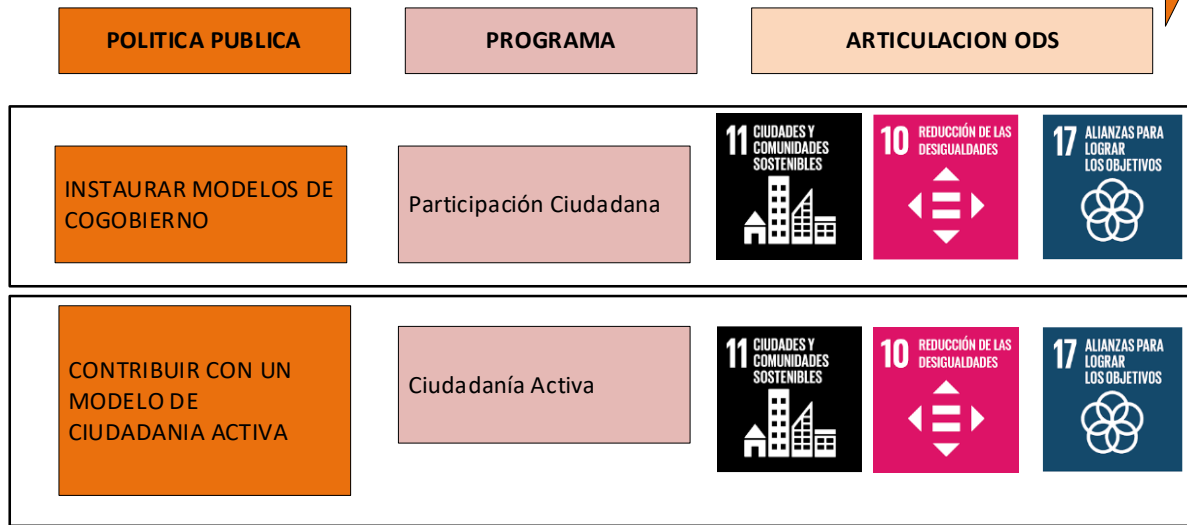 POLITICA PUBLICA
PROGRAMA
ARTICULACION ODS
INSTAURAR MODELOS DE
COGOBIERNO
Participación Ciudadana
11 CIUDADES Y
COMUNIDADES
SOSTENIBLES
10 REDUCCIÓN DE LAS
DESIGUALDADES
17 ALIANZAS PARA
LOGRAR
LOS OBJETIVOS
CONTRIBUIR CON UN
MODELO DE
CIUDADANIA ACTIVA
Ciudadanía Activa
11 CIUDADES Y
COMUNIDADES
SOSTENIBLES
10 REDUCCIÓN DE LAS
DESIGUALDADES
17 ALIANZAS PARA
LOGRAR
LOS OBJETIVOS